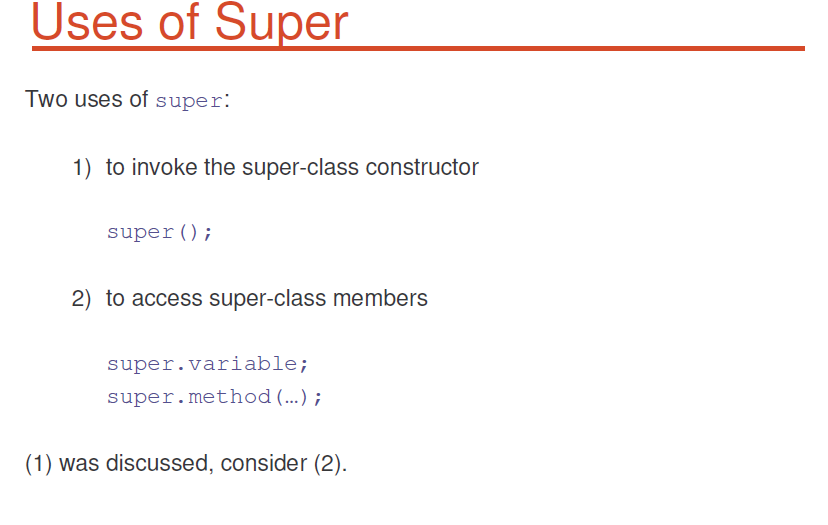 Uses of Super
Two uses of super:
1) to invoke the super-class constructor
super();
2) to access super-class members
super.variable;
super.method(…);
(1) was discussed, consider (2).